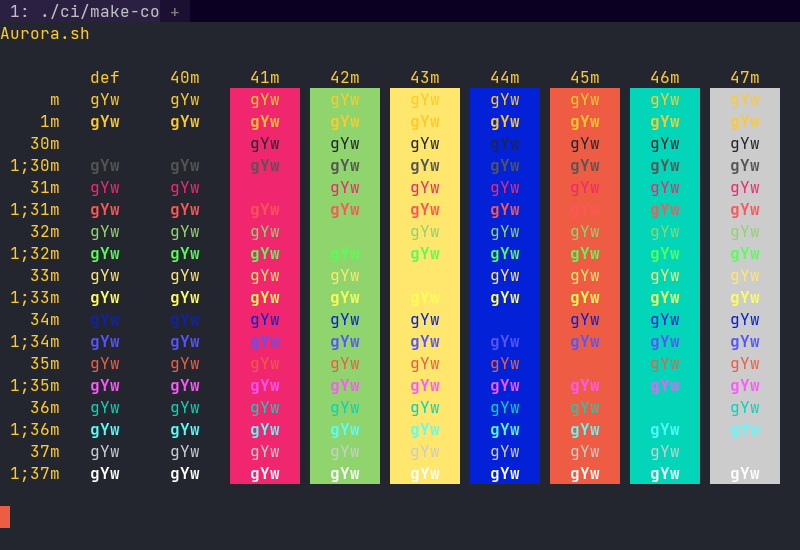 1: ./ci/make-co +
Aurora.sh
def 40m 41m 42m 43m 44m 45m 46m 47m
m gYw gYw gYw gYw gYw gYw gYw gYw gYw
1m gYw gYw gYw gYw gYw gYw gYw gYw gYw
30m gYw gYw gYw gYw gYw gYw gYw
1;30m gYw gYw gYw gYw gYw gYw gYw gYw gYw
31m gYw gYw gYw gYw gYw gYw gYw gYw
1;31m gYw gYw gYw gYw gYw gYw gYw gYw gYw
32m gYw gYw gYw gYw gYw gYw gYw gYw
1;32m gYw gYw gYw gYw gYw gYw gYw gYw gYw
33m gYw gYw gYw gYw gYw gYw gYw gYw
1;33m gYw gYw gYw gYw gYw gYw gYw gYw gYw
34m gYw gYw gYw gYw gYw gYw gYw gYw
1;34m gYw gYw gYw gYw gYw gYw gYw gYw gYw
35m gYw gYw gYw gYw gYw gYw gYw gYw
1;35m gYw gYw gYw gYw gYw gYw gYw gYw gYw
36m gYw gYw gYw gYw gYw gYw gYw gYw
1;36m gYw gYw gYw gYw gYw gYw gYw gYw gYw
37m gYw gYw gYw gYw gYw gYw gYw gYw
1;37m gYw gYw gYw gYw gYw gYw gYw gYw gYw